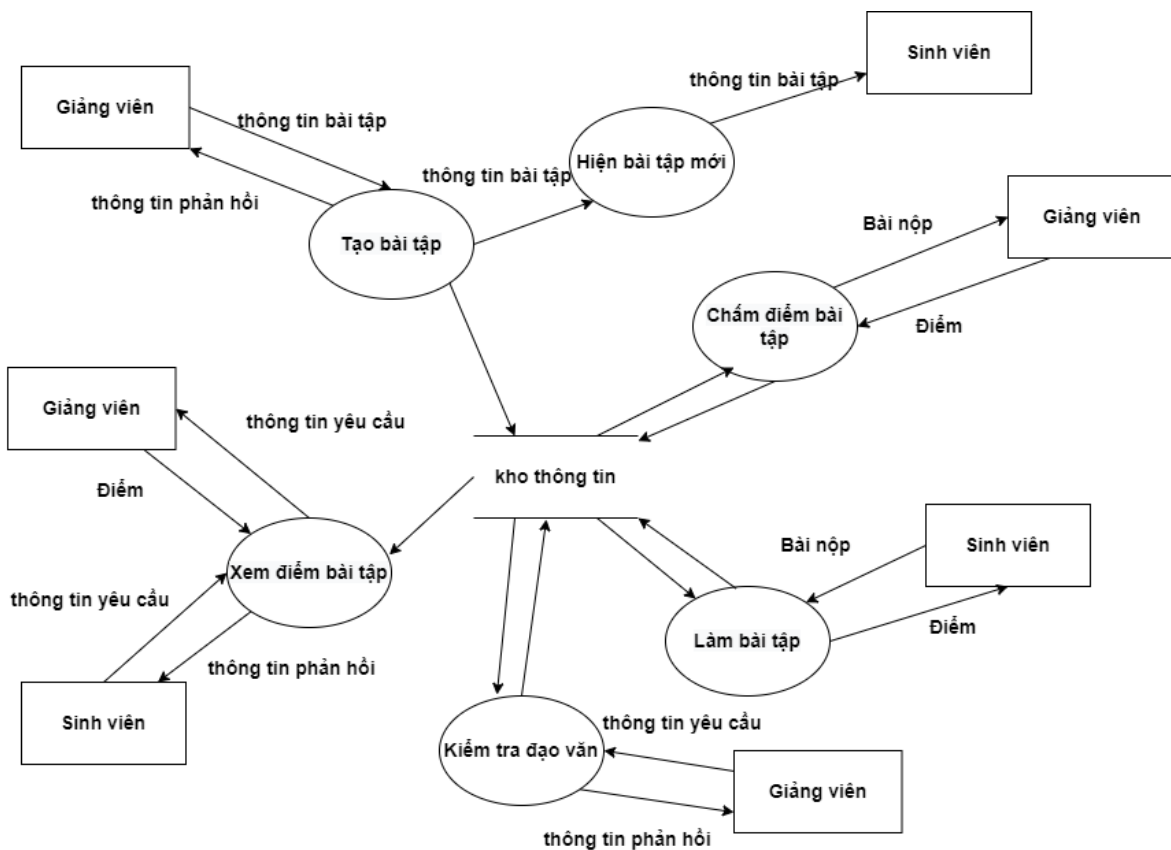 Sinh viên
thông tin bài tập
Giảng viên
thông tin bài tập
Hiện bài tập mới
thông tin bài tập
thông tin phản hồi
Tạo bài tập
Bài nộp
Giảng viên
Chấm điểm bài
tập
Điểm
Giảng viên
thông tin yêu cầu
kho thông tin
Điểm
Bài nộp
Sinh viên
Xem điểm bài tập
thông tin yêu cầu
Điểm
Làm bài tập
thông tin phản hồi
Sinh viên
thông tin yêu cầu
Kiểm tra đạo văn
Giảng viên
thông tin phản hồi